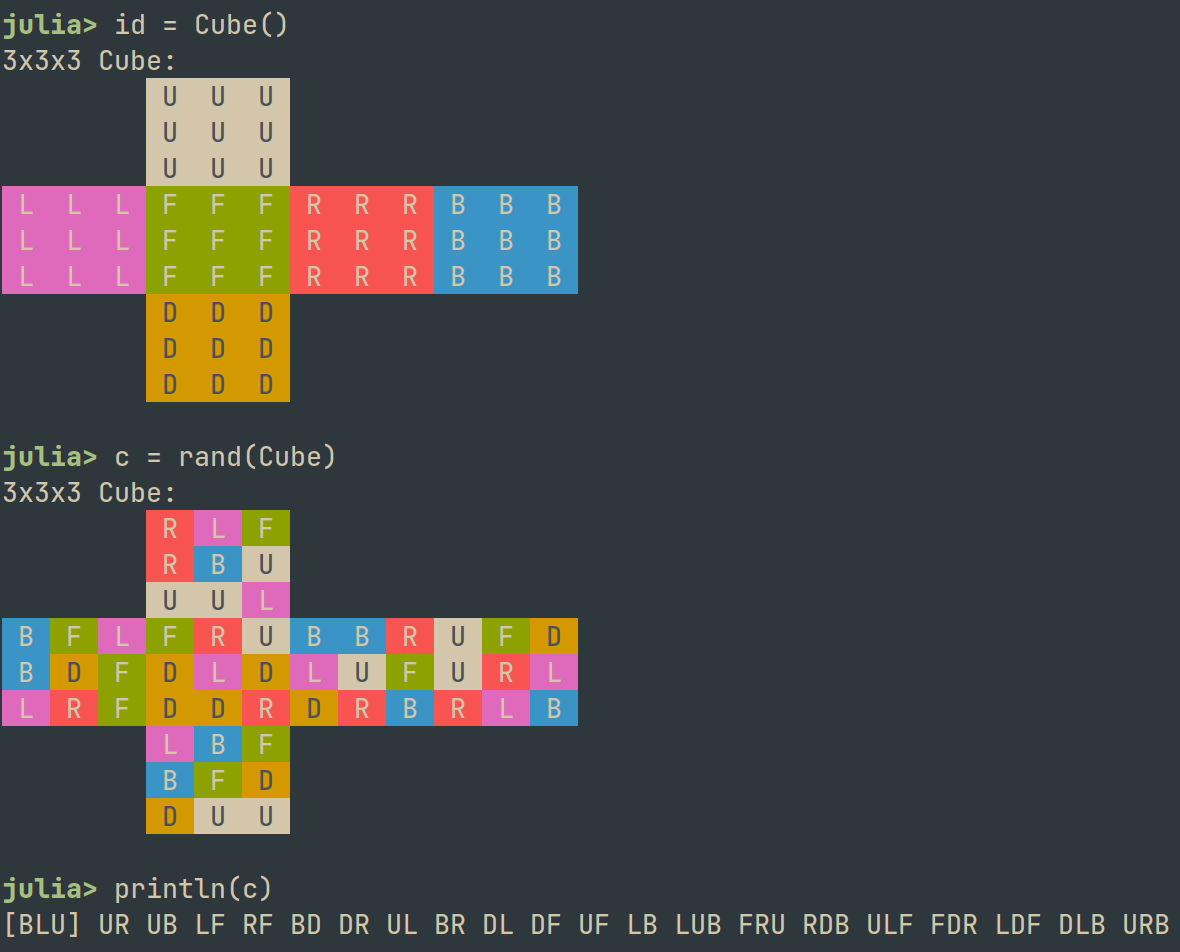 julia> id = Cube()
3x3x3 Cube:
U U U
U U U
U U U
L L L F F F R R R B B B
L L L F F F R R R B B B
L L L F F F R R R B B B
D D D
D D D
D D D
julia> c = rand(Cube)
3x3x3 Cube:
R L F
R B U
U U L
B F L F R U B B R U F D
B D F D L D L U F U R L
L R F D D R D R B R L B
L B F
B F D
D U U
julia> println(c)
[BLU] UR UB LF RF BD DR UL BR DL DF UF LB LUB FRU RDB ULF FDR LDF DLB URB